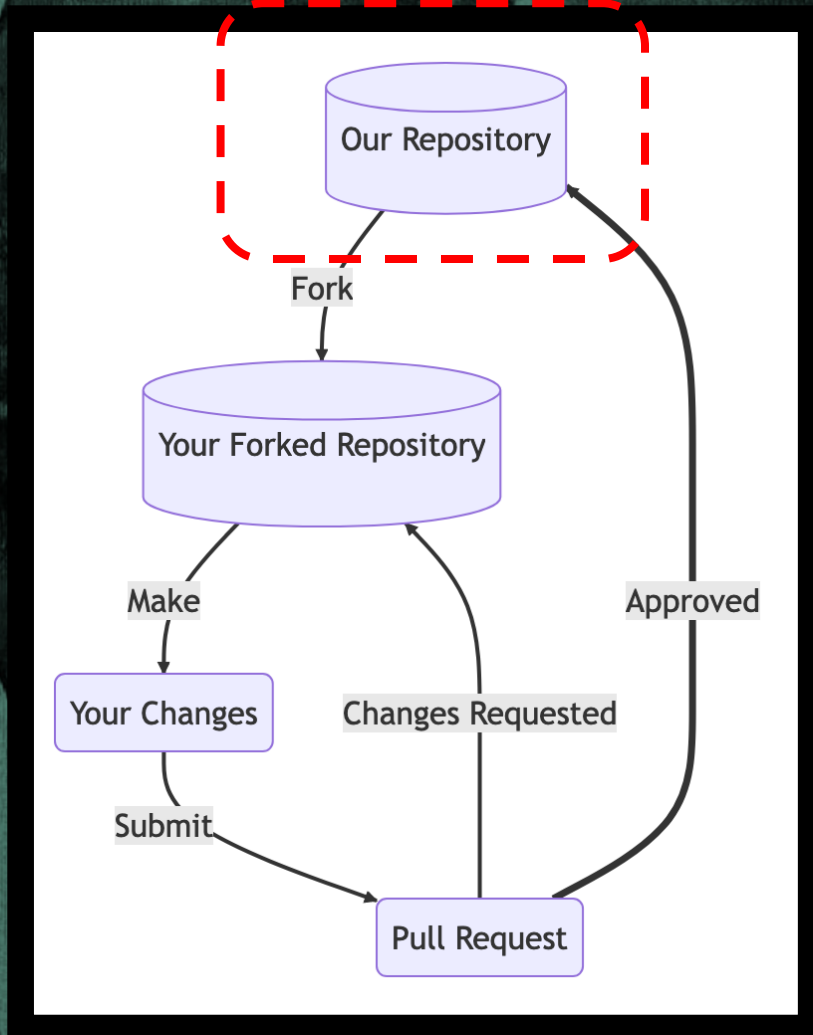 Our Repository
Fork
Your Forked Repository
Make
Approved
Your Changes
Changes Requested
Submit
Pull Request